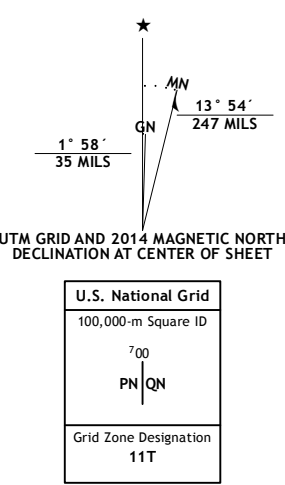 ★
MN
GN
13° 54´
247 MILS
1° 58´
35 MILS
UTM GRID AND 2014 MAGNETIC NORTH
DECLINATION AT CENTER OF SHEET
U.S. National Grid
100,000-m Square ID
⁷00
PN QN
Grid Zone Designation
11T